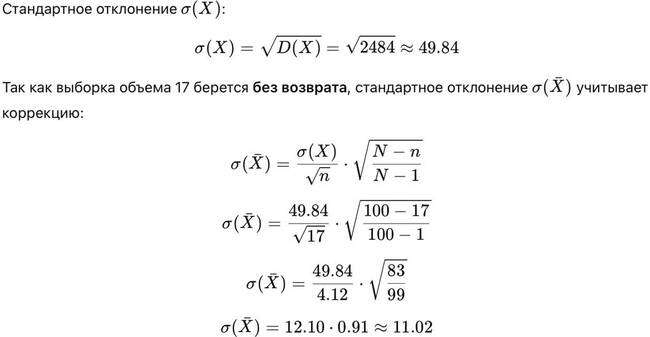 Стандартное отклонение σ(X):
σ(X) = √D(X) = √2484 ≈ 49.84
Так как выборка объема 17 берется без возврата, стандартное отклонение σ(X̄) учитывает
коррекцию:
σ(X̄) = σ(X)/√n · √((N − n)/(N − 1))
σ(X̄) = 49.84/√17 · √((100 − 17)/(100 − 1))
σ(X̄) = 49.84/4.12 · √(83/99)
σ(X̄) = 12.10 · 0.91 ≈ 11.02